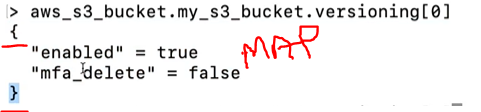 > aws_s3_bucket.my_s3_bucket.versioning[0]
{
"enabled" = true MAP
"mfa_delete" = false
}